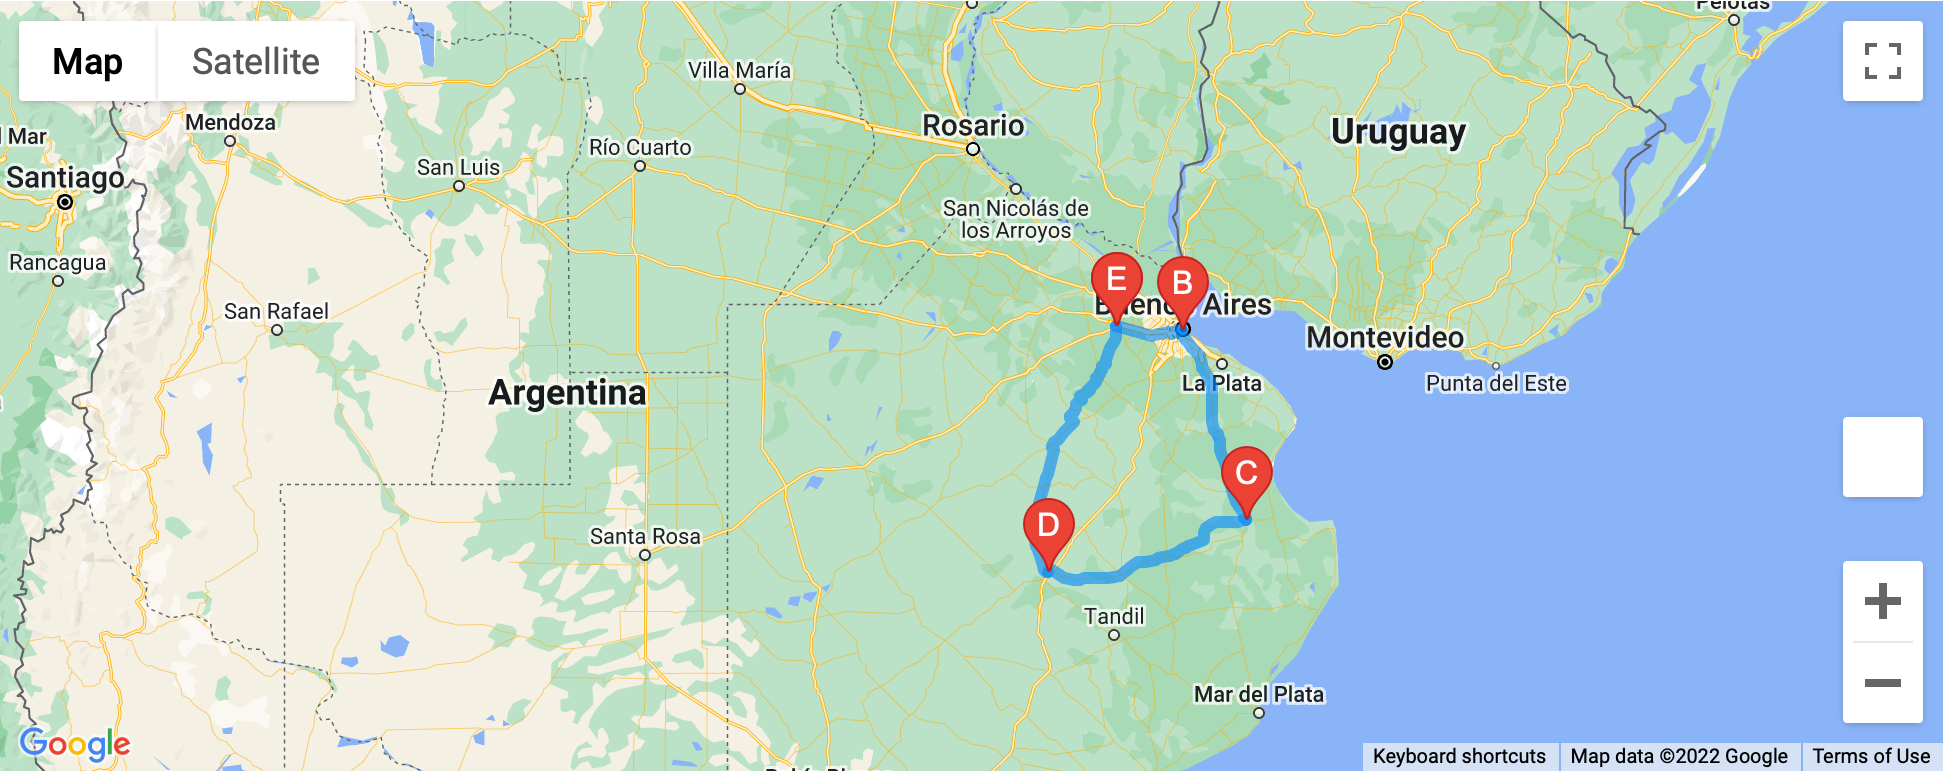 Pelotas
Map
Satellite
Villa María
Mendoza
Rosario
Uruguay
l Mar
Río Cuarto
San Luis
Santiago
San Nicolás de
los Arroyos
Rancagua
E
B
San Rafael
Buenos Aires
Montevideo
La Plata
Punta del Este
Argentina
C
D
Santa Rosa
Tandil
Mar del Plata
Google
Keyboard shortcuts
Map data ©2022 Google
Terms of Use